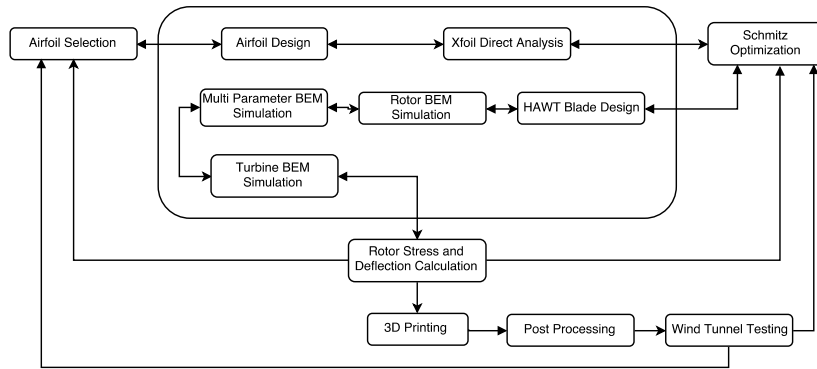 Airfoil Selection
Airfoil Design
Xfoil Direct Analysis
Schmitz
Optimization
Multi Parameter BEM
Simulation
Rotor BEM
Simulation
HAWT Blade Design
Turbine BEM
Simulation
Rotor Stress and
Deflection Calculation
3D Printing
Post Processing
Wind Tunnel Testing